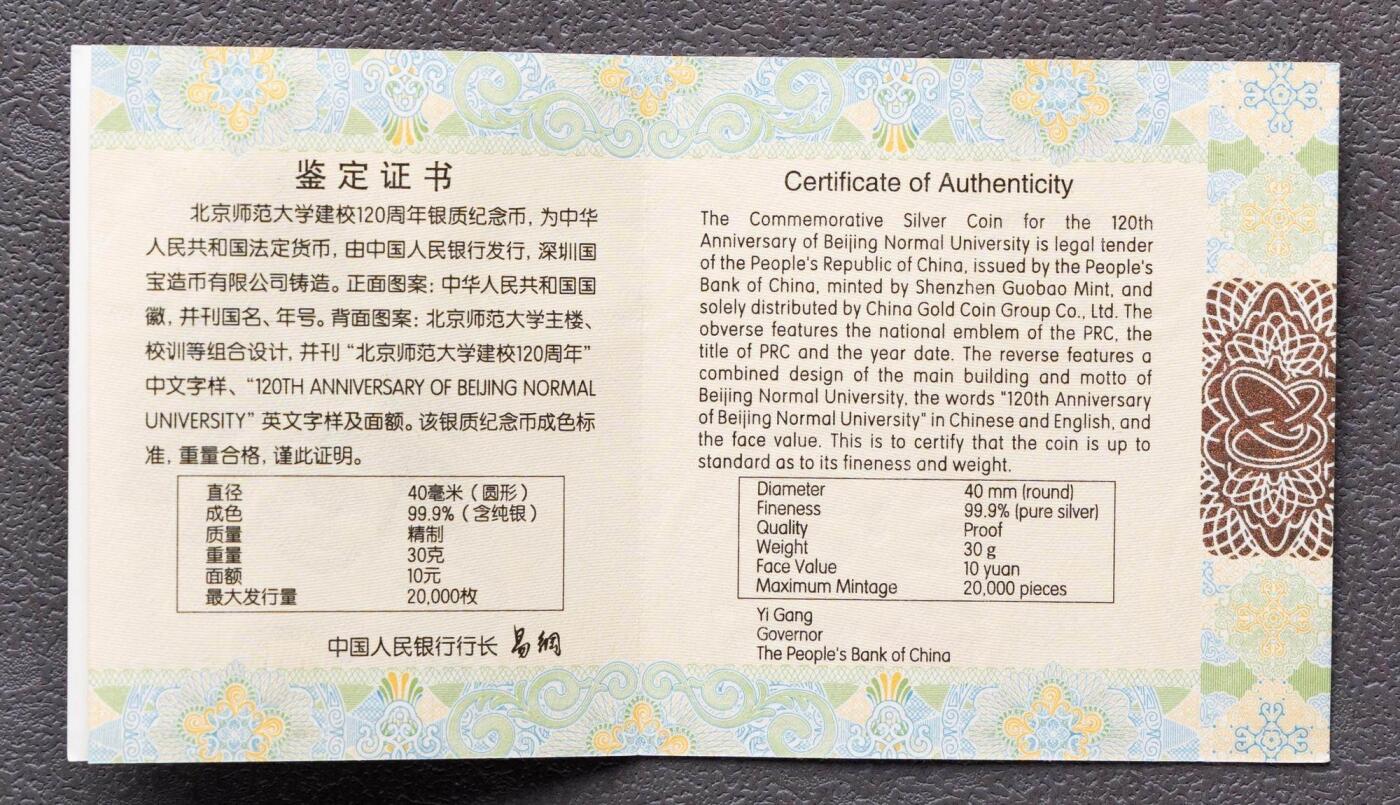 鉴定证书
北京师范大学建校120周年银质纪念币，为中华
人民共和国法定货币，由中国人民银行发行，深圳国
宝造币有限公司铸造。正面图案：中华人民共和国国
徽，并刊国名、年号。背面图案：北京师范大学主楼、
校训等组合设计，并刊“北京师范大学建校120周年”
中文字样、“120TH ANNIVERSARY OF BEIJING NORMAL
UNIVERSITY”英文字样及面额。该银质纪念币成色标
准，重量合格，谨此证明。
直径 40毫米（圆形）
成色 99.9%（含纯银）
质量 精制
重量 30克
面额 10元
最大发行量 20,000枚
中国人民银行行长 易纲
Certificate of Authenticity
The Commemorative Silver Coin for the 120th
Anniversary of Beijing Normal University is legal tender
of the People's Republic of China, issued by the People's
Bank of China, minted by Shenzhen Guobao Mint, and
solely distributed by China Gold Coin Group Co., Ltd. The
obverse features the national emblem of the PRC, the
title of PRC and the year date. The reverse features a
combined design of the main building and motto of
Beijing Normal University, the words "120th Anniversary
of Beijing Normal University" in Chinese and English, and
the face value. This is to certify that the coin is up to
standard as to its fineness and weight.
Diameter 40 mm (round)
Fineness 99.9% (pure silver)
Quality Proof
Weight 30 g
Face Value 10 yuan
Maximum Mintage 20,000 pieces
Yi Gang
Governor
The People's Bank of China